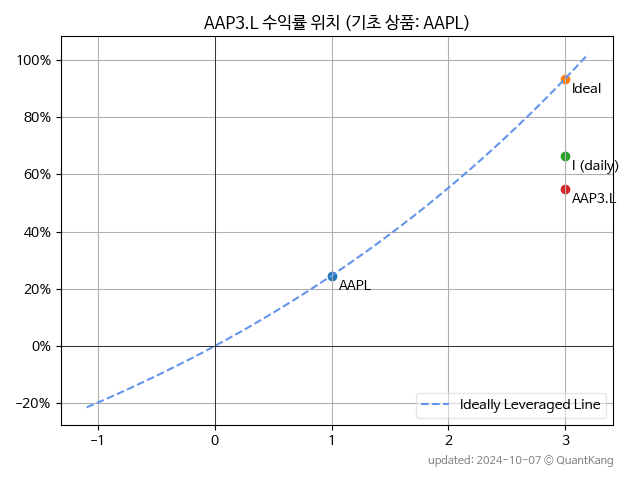 AAP3.L 수익률 위치 (기초 상품: AAPL)
100%
80%
60%
40%
20%
0%
−20%
Ideal
I (daily)
AAP3.L
AAPL
Ideally Leveraged Line
−1
0
1
2
3
updated: 2024-10-07 © QuantKang